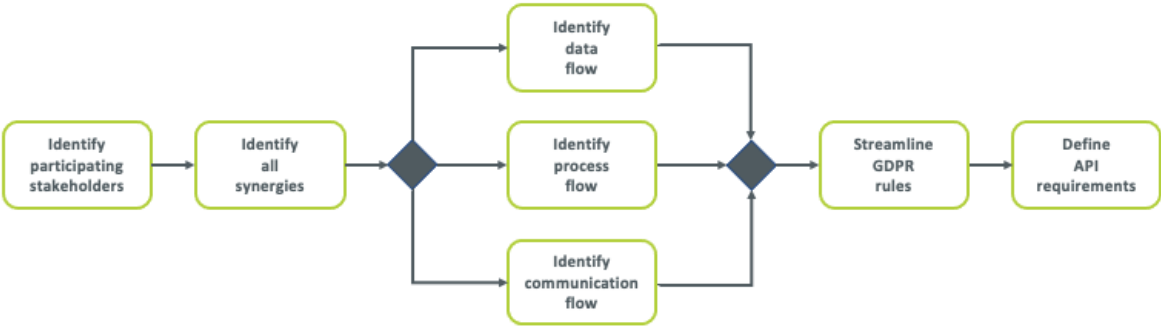 Identify
participating
stakeholders
Identify
all
synergies
Identify
data
flow
Identify
process
flow
Identify
communication
flow
Streamline
GDPR
rules
Define
API
requirements